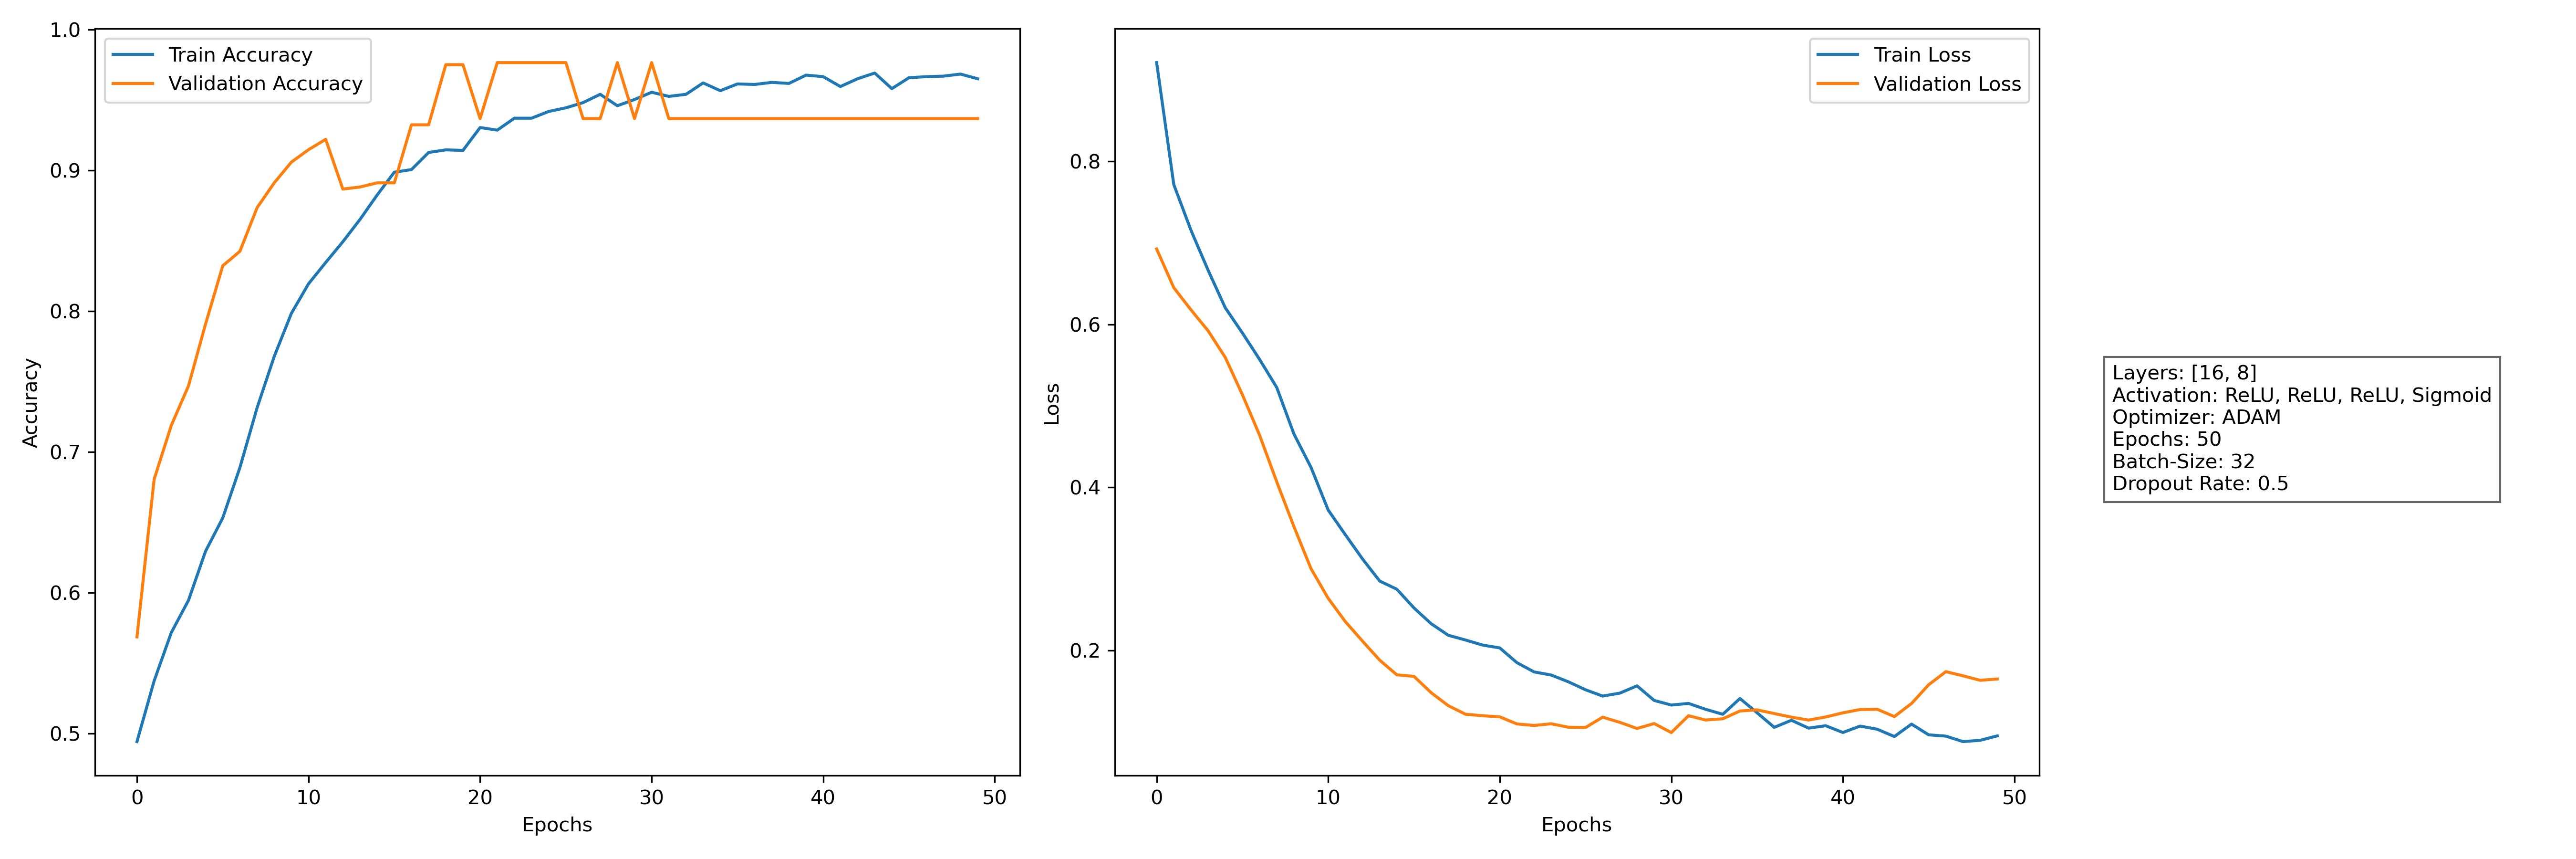 Train Accuracy
Validation Accuracy
1.0
0.9
0.8
0.7
0.6
0.5
Accuracy
0 10 20 30 40 50
Epochs
Train Loss
Validation Loss
0.8
0.6
0.4
0.2
Loss
0 10 20 30 40 50
Epochs
Layers: [16, 8]
Activation: ReLU, ReLU, ReLU, Sigmoid
Optimizer: ADAM
Epochs: 50
Batch-Size: 32
Dropout Rate: 0.5